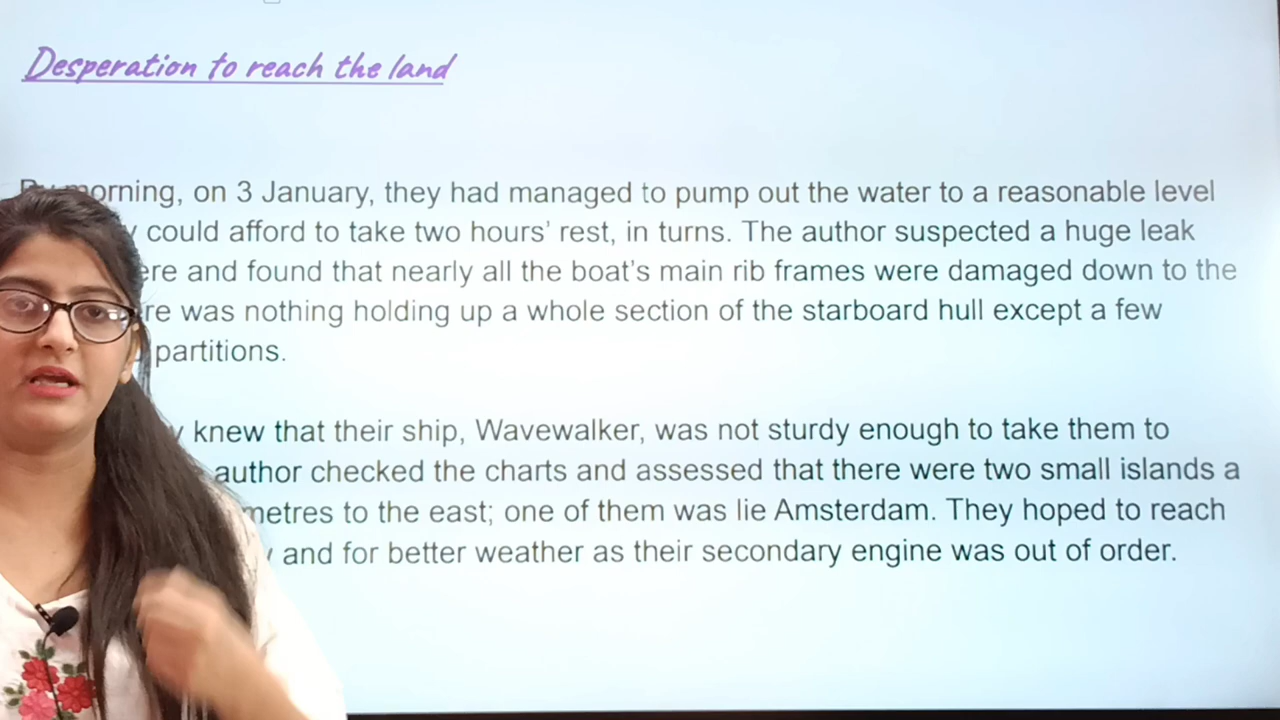 Desperation to reach the land
morning, on 3 January, they had managed to pump out the water to a reasonable level
could afford to take two hours' rest, in turns. The author suspected a huge leak
and found that nearly all the boat's main rib frames were damaged down to the
was nothing holding up a whole section of the starboard hull except a few
partitions.
knew that their ship, Wavewalker, was not sturdy enough to take them to
author checked the charts and assessed that there were two small islands a
to the east; one of them was lie Amsterdam. They hoped to reach
and for better weather as their secondary engine was out of order.